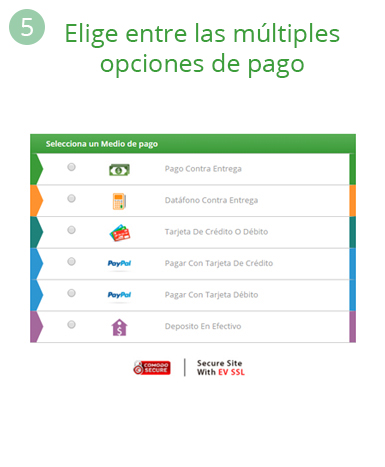 5
Elige entre las múltiples
opciones de pago
Selecciona un Medio de pago
Pago Contra Entrega
Datáfono Contra Entrega
Tarjeta De Crédito O Débito
PayPal Pagar Con Tarjeta De Crédito
PayPal Pagar Con Tarjeta Débito
$ Deposito En Efectivo
COMODO
SECURE
Secure Site
With EV SSL